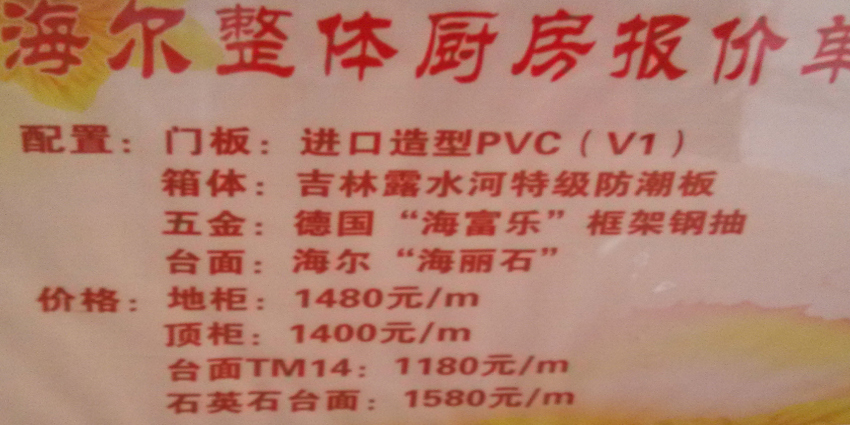 海尔整体厨房报价单
配置：门板：进口造型PVC（V1）
箱体：吉林露水河特级防潮板
五金：德国“海富乐”框架钢抽
台面：海尔“海丽石”
价格：地柜：1480元/m
顶柜：1400元/m
台面TM14：1180元/m
石英石台面：1580元/m